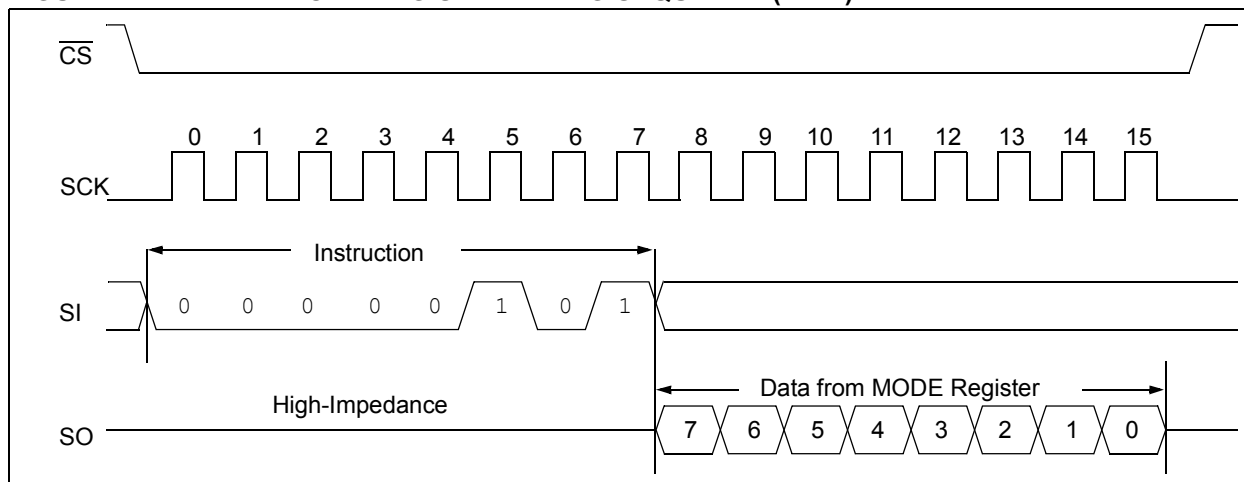 CS
0 1 2 3 4 5 6 7 8 9 10 11 12 13 14 15
SCK
Instruction
SI 0 0 0 0 0 1 0 1
Data from MODE Register
High-Impedance
SO 7 6 5 4 3 2 1 0